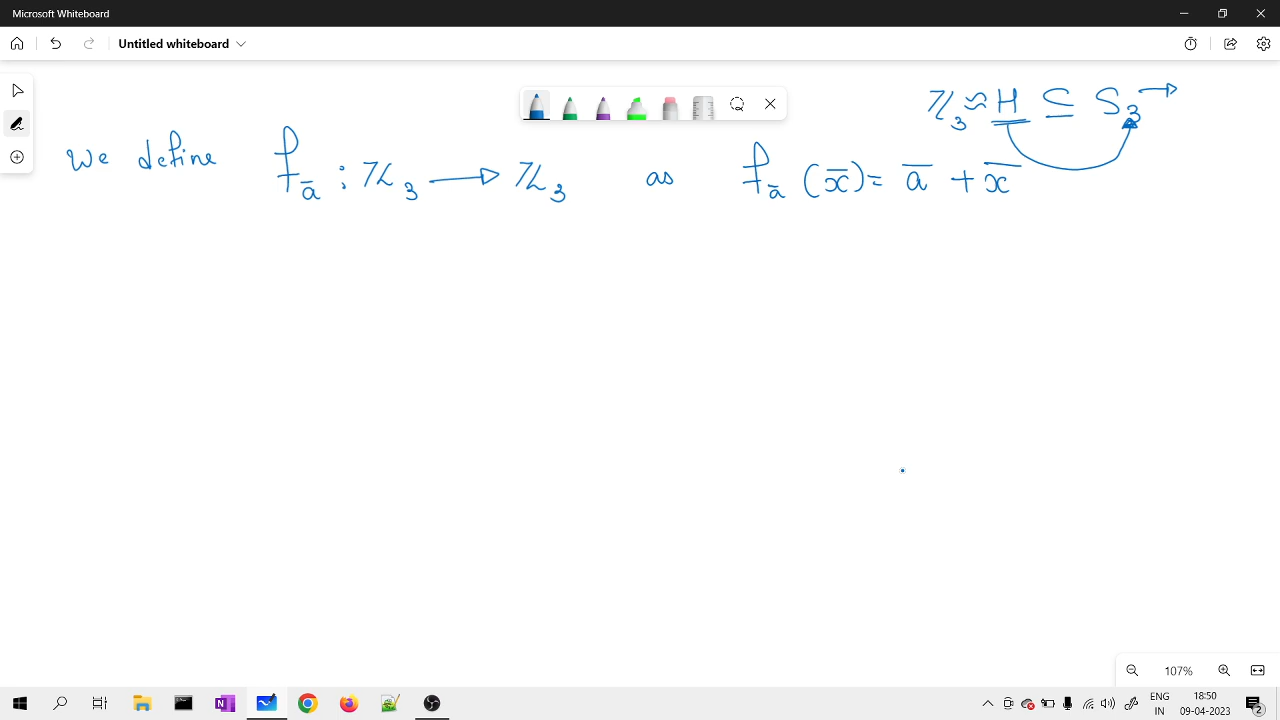 Microsoft Whiteboard
Untitled whiteboard
ℤ₃ ≈ H ⊆ S₃ →
We define f_ā : ℤ₃ → ℤ₃ as f_ā (x̄) = ā + x̄
107%
ENG
IN
18:50
09-04-2023
2